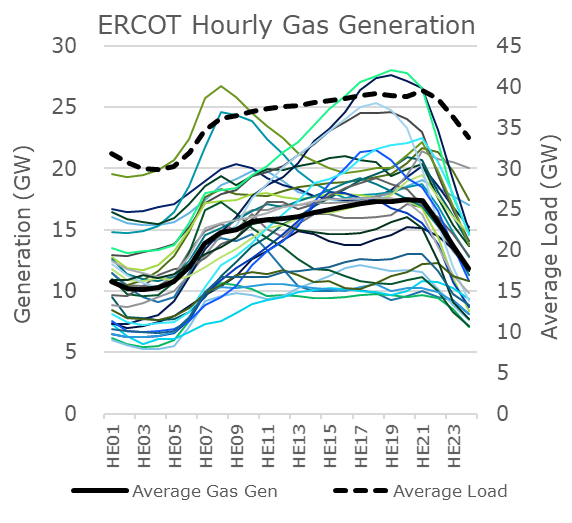 ERCOT Hourly Gas Generation
30
25
20
15
10
5
0
Generation (GW)
45
40
35
30
25
20
15
10
5
0
Average Load (GW)
HE01
HE03
HE05
HE07
HE09
HE11
HE13
HE15
HE17
HE19
HE21
HE23
Average Gas Gen
Average Load